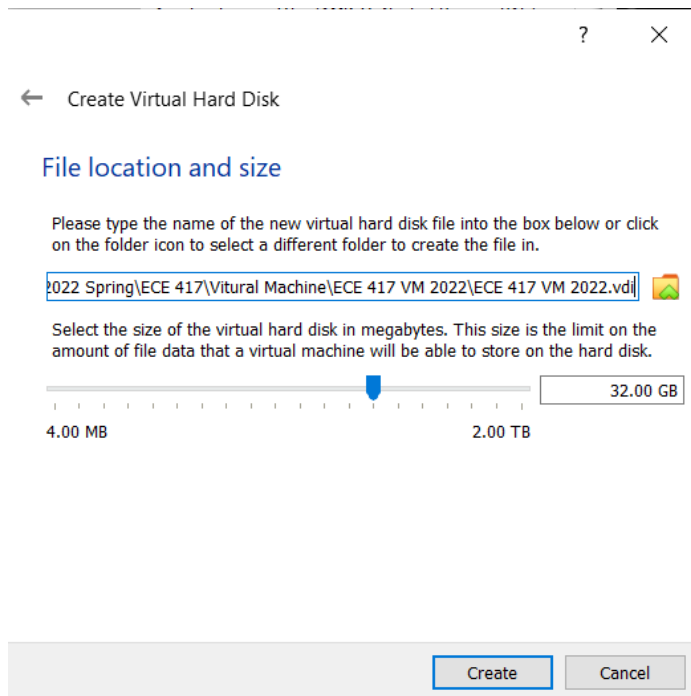 ?
Create Virtual Hard Disk
File location and size
Please type the name of the new virtual hard disk file into the box below or click
on the folder icon to select a different folder to create the file in.
2022 Spring\ECE 417\Vitural Machine\ECE 417 VM 2022\ECE 417 VM 2022.vdi
Select the size of the virtual hard disk in megabytes. This size is the limit on the
amount of file data that a virtual machine will be able to store on the hard disk.
32.00 GB
4.00 MB 2.00 TB
Create Cancel